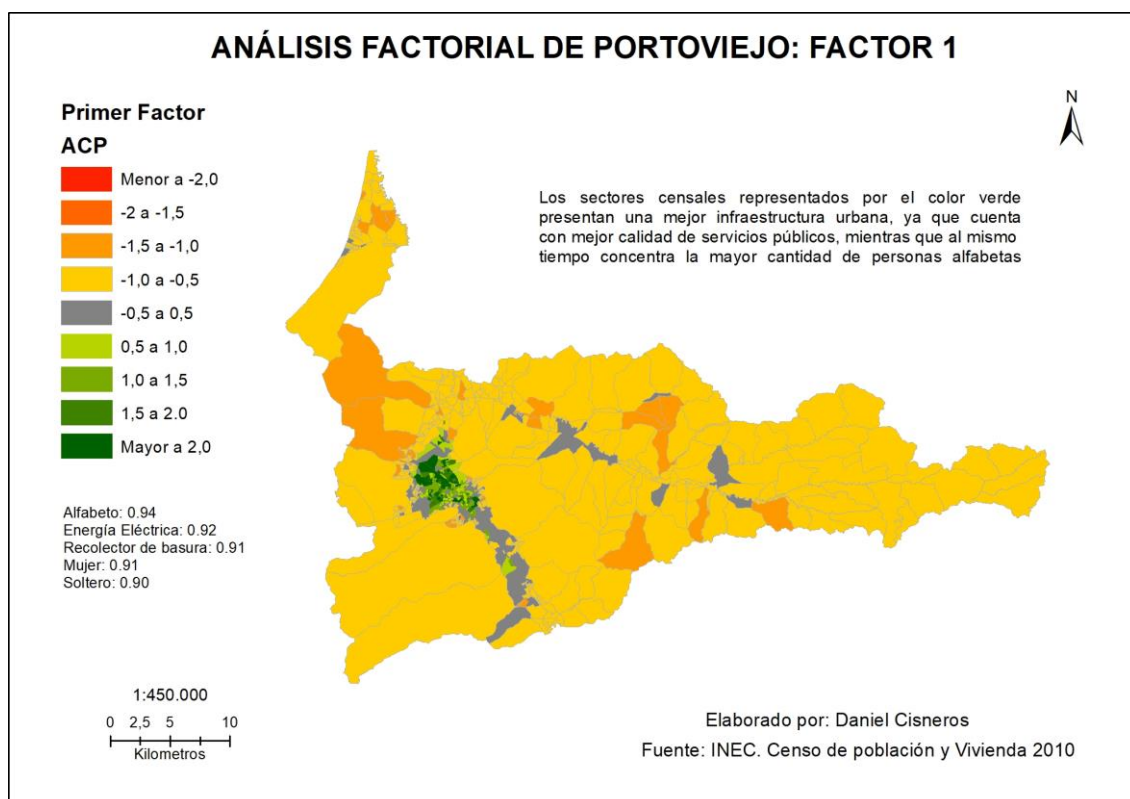 ANÁLISIS FACTORIAL DE PORTOVIEJO: FACTOR 1
Primer Factor
ACP
Menor a -2,0
-2 a -1,5
-1,5 a -1,0
-1,0 a -0,5
-0,5 a 0,5
0,5 a 1,0
1,0 a 1,5
1,5 a 2.0
Mayor a 2,0
N
Los sectores censales representados por el color verde
presentan una mejor infraestructura urbana, ya que cuenta
con mejor calidad de servicios públicos, mientras que al mismo
tiempo concentra la mayor cantidad de personas alfabetas
Alfabeto: 0.94
Energía Eléctrica: 0.92
Recolector de basura: 0.91
Mujer: 0.91
Soltero: 0.90
1:450.000
0 2,5 5 10
Kilometros
Elaborado por: Daniel Cisneros
Fuente: INEC. Censo de población y Vivienda 2010